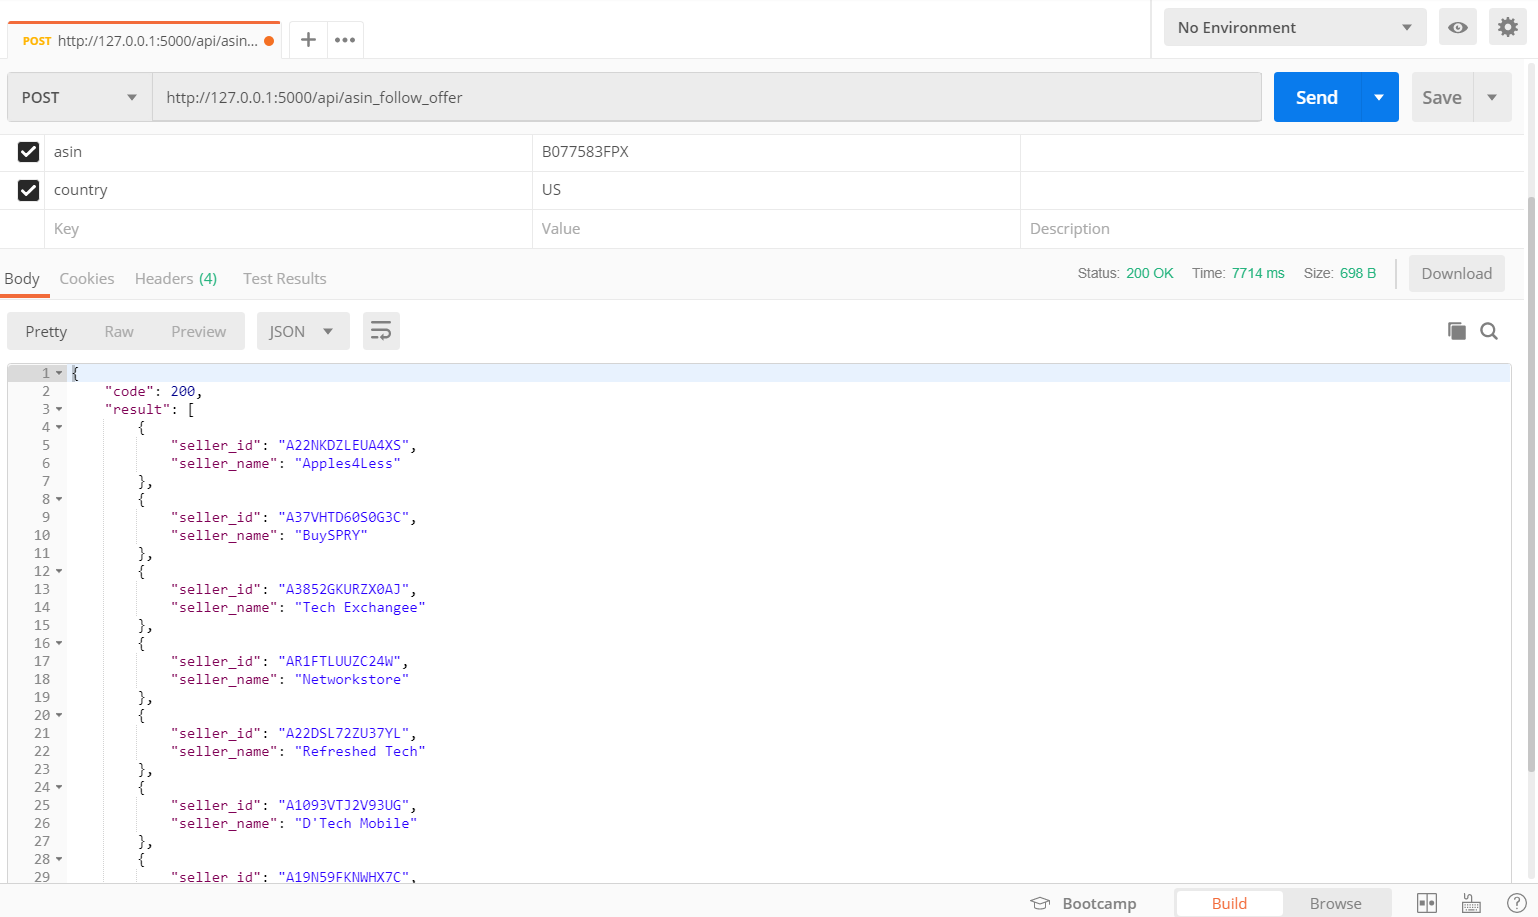 POST http://127.0.0.1:5000/api/asin...
No Environment
POST http://127.0.0.1:5000/api/asin_follow_offer Send Save
asin B077583FPX
country US
Key Value Description
Body Cookies Headers (4) Test Results Status: 200 OK Time: 7714 ms Size: 698 B Download
Pretty Raw Preview JSON
1 {
2 "code": 200,
3 "result": [
4 {
5 "seller_id": "A22NKDZLEUA4XS",
6 "seller_name": "Apples4Less"
7 },
8 {
9 "seller_id": "A37VHTD60S0G3C",
10 "seller_name": "BuySPRY"
11 },
12 {
13 "seller_id": "A3852GKURZX0AJ",
14 "seller_name": "Tech Exchangee"
15 },
16 {
17 "seller_id": "AR1FTLUUZC24W",
18 "seller_name": "Networkstore"
19 },
20 {
21 "seller_id": "A22DSL72ZU37YL",
22 "seller_name": "Refreshed Tech"
23 },
24 {
25 "seller_id": "A1093VTJ2V93UG",
26 "seller_name": "D'Tech Mobile"
27 },
28 {
29 "seller_id": "A19N59FKNWHX7C",
Bootcamp Build Browse